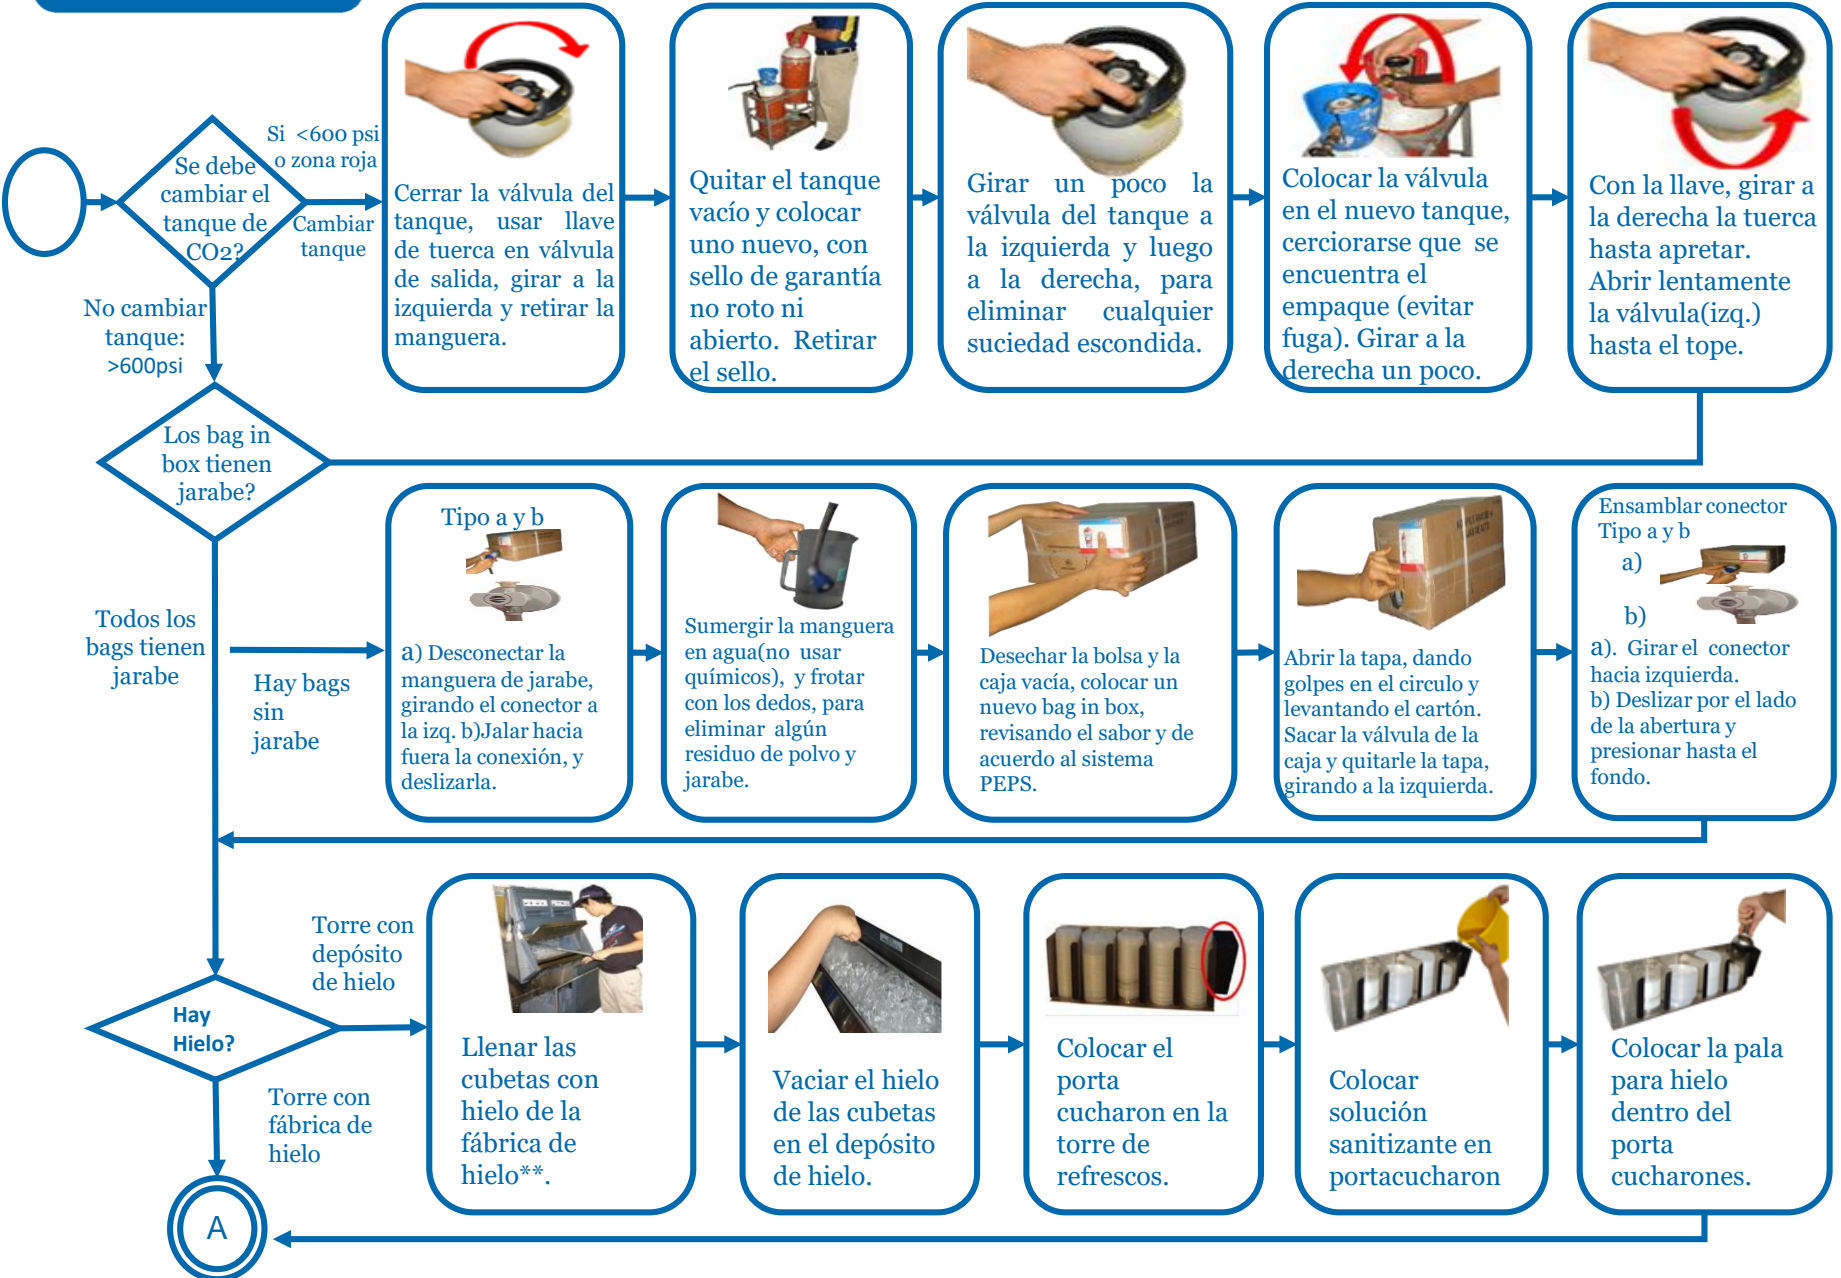 Se debe
cambiar el
tanque de
CO2?
Si <600 psi
o zona roja
Cambiar
tanque
No cambiar
tanque:
>600psi
Cerrar la válvula del
tanque, usar llave
de tuerca en válvula
de salida, girar a la
izquierda y retirar la
manguera.
Quitar el tanque
vacío y colocar
uno nuevo, con
sello de garantía
no roto ni
abierto. Retirar
el sello.
Girar un poco la
válvula del tanque a
la izquierda y luego
a la derecha, para
eliminar cualquier
suciedad escondida.
Colocar la válvula
en el nuevo tanque,
cerciorarse que se
encuentra el
empaque (evitar
fuga). Girar a la
derecha un poco.
Con la llave, girar a
la derecha la tuerca
hasta apretar.
Abrir lentamente
la válvula(izq.)
hasta el tope.
Los bag in
box tienen
jarabe?
Todos los
bags tienen
jarabe
Hay bags
sin
jarabe
Tipo a y b
a) Desconectar la
manguera de jarabe,
girando el conector a
la izq. b)Jalar hacia
fuera la conexión, y
deslizarla.
Sumergir la manguera
en agua(no usar
químicos), y frotar
con los dedos, para
eliminar algún
residuo de polvo y
jarabe.
Desechar la bolsa y la
caja vacía, colocar un
nuevo bag in box,
revisando el sabor y de
acuerdo al sistema
PEPS.
Abrir la tapa, dando
golpes en el circulo y
levantando el cartón.
Sacar la válvula de la
caja y quitarle la tapa,
girando a la izquierda.
Ensamblar conector
Tipo a y b
a)
b)
a). Girar el conector
hacia izquierda.
b) Deslizar por el lado
de la abertura y
presionar hasta el
fondo.
Hay
Hielo?
Torre con
depósito
de hielo
Torre con
fábrica de
hielo
Llenar las
cubetas con
hielo de la
fábrica de
hielo**.
Vaciar el hielo
de las cubetas
en el depósito
de hielo.
Colocar el
porta
cucharon en la
torre de
refrescos.
Colocar
solución
sanitizante en
portacucharon
Colocar la pala
para hielo
dentro del
porta
cucharones.
A